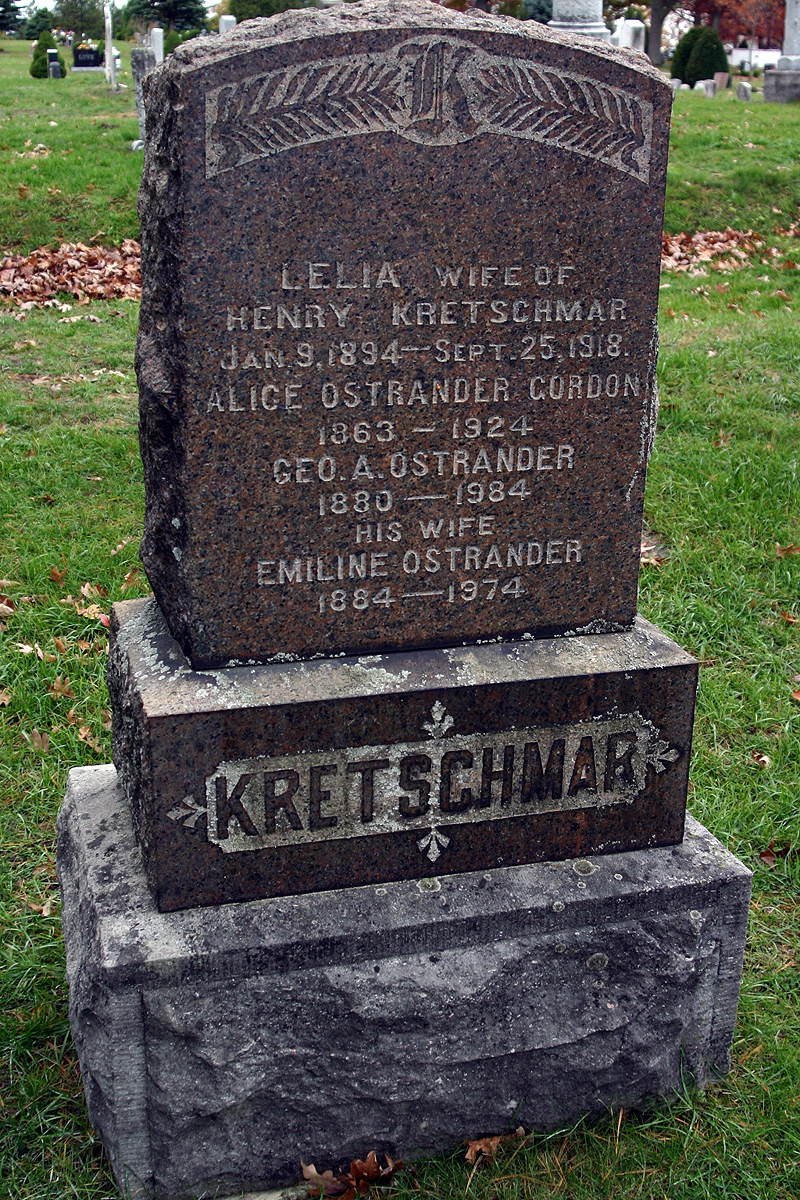 K
LELIA WIFE OF
HENRY KRETSCHMAR
JAN. 9, 1894 — SEPT. 25, 1918.
ALICE OSTRANDER GORDON
1863 — 1924
GEO. A. OSTRANDER
1880 — 1984
HIS WIFE
EMILINE OSTRANDER
1884 — 1974
KRETSCHMAR